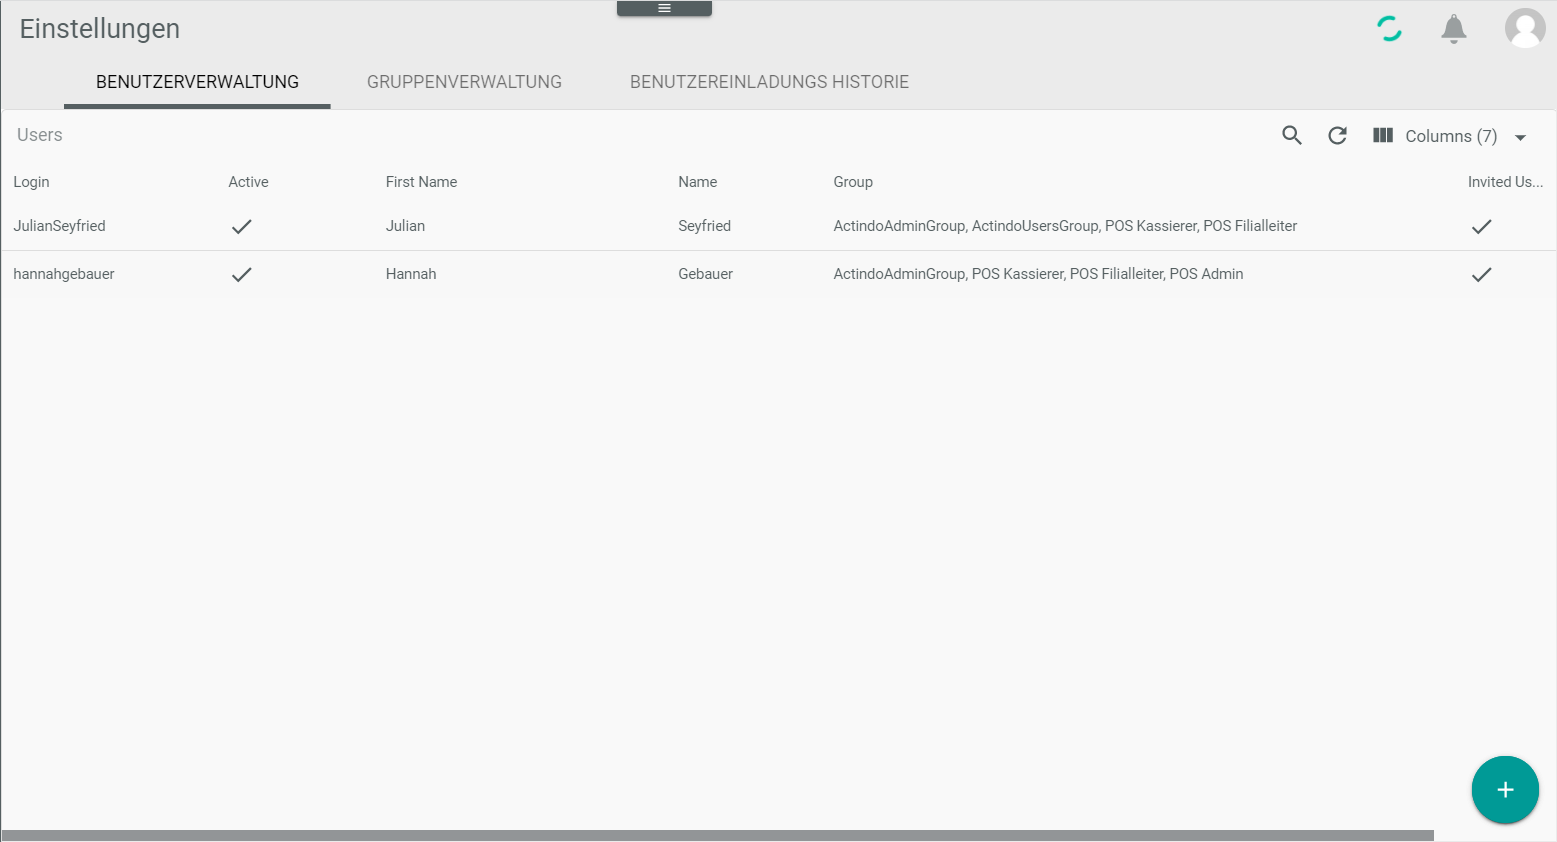 Einstellungen
BENUTZERVERWALTUNG GRUPPENVERWALTUNG BENUTZEREINLADUNGS HISTORIE
Users Columns (7)
Login Active First Name Name Group Invited Us...
JulianSeyfried Julian Seyfried ActindoAdminGroup, ActindoUsersGroup, POS Kassierer, POS Filialleiter
hannahgebauer Hannah Gebauer ActindoAdminGroup, POS Kassierer, POS Filialleiter, POS Admin